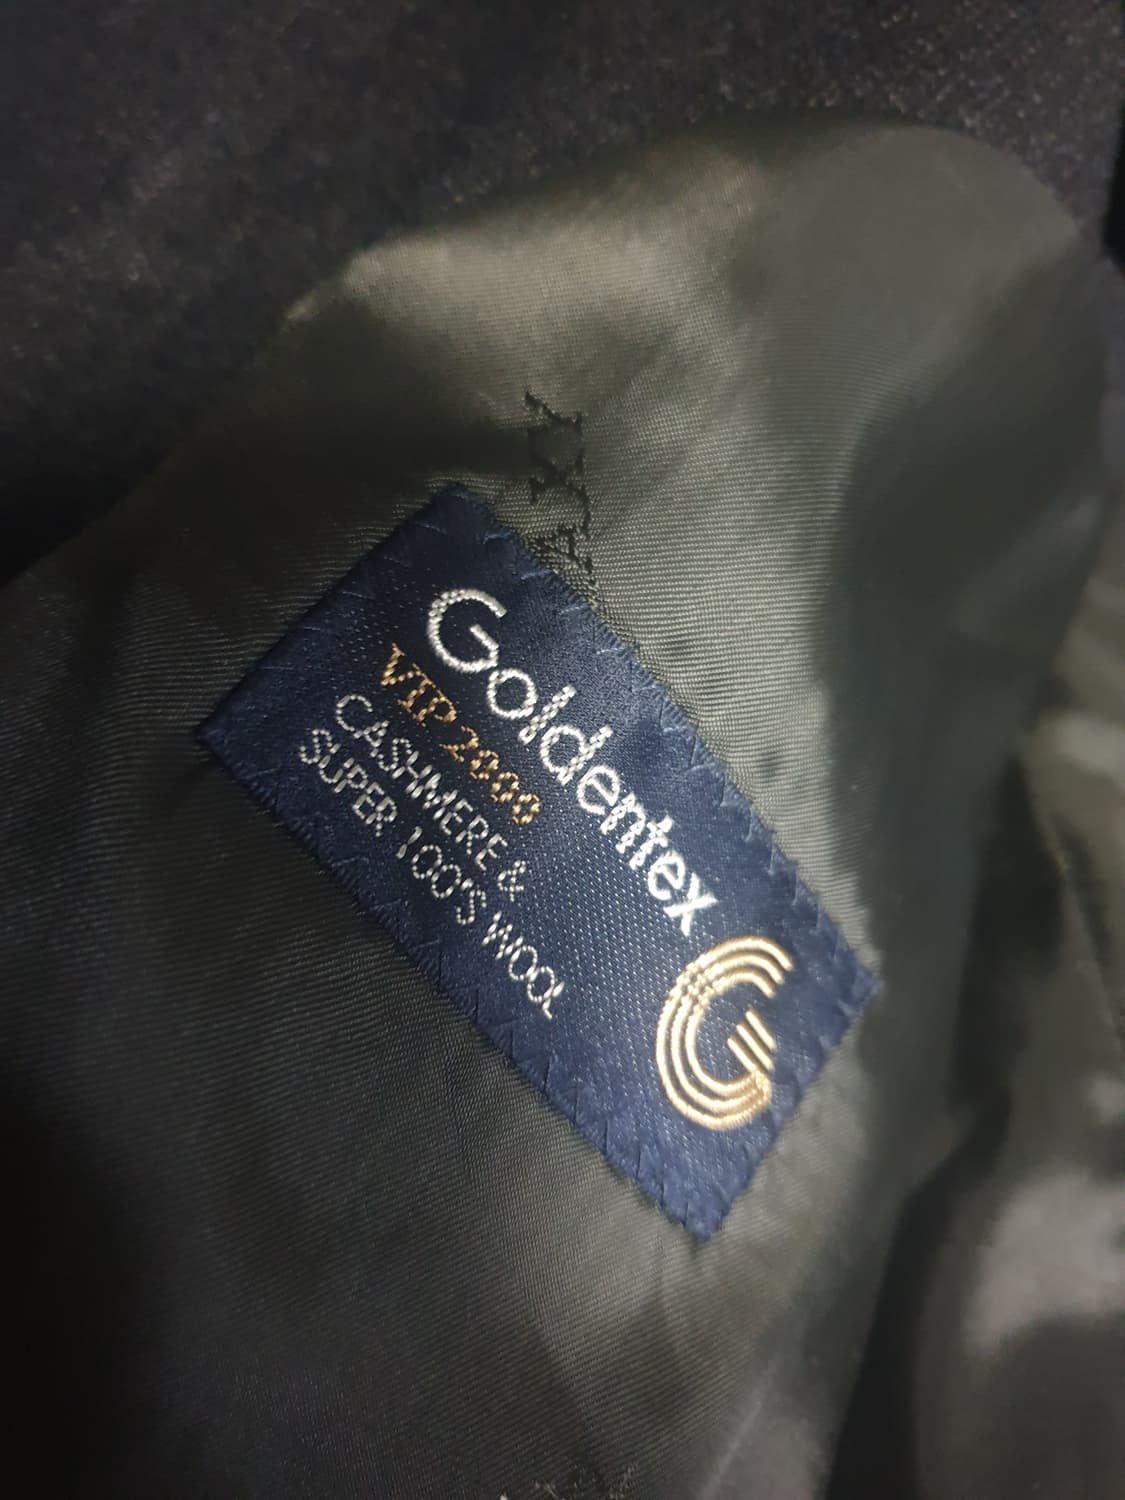 Goldentex
VIP 2000
CASHMERE &
SUPER 100'S WOOL
G